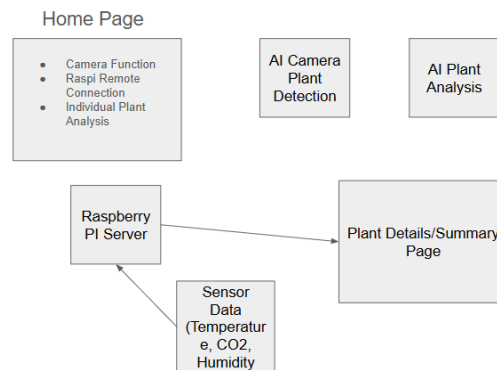 Home Page
● Camera Function
● Raspi Remote
Connection
● Individual Plant
Analysis
AI Camera
Plant
Detection
AI Plant
Analysis
Raspberry
PI Server
Plant Details/Summary
Page
Sensor
Data
(Temperatur
e, CO2,
Humidity